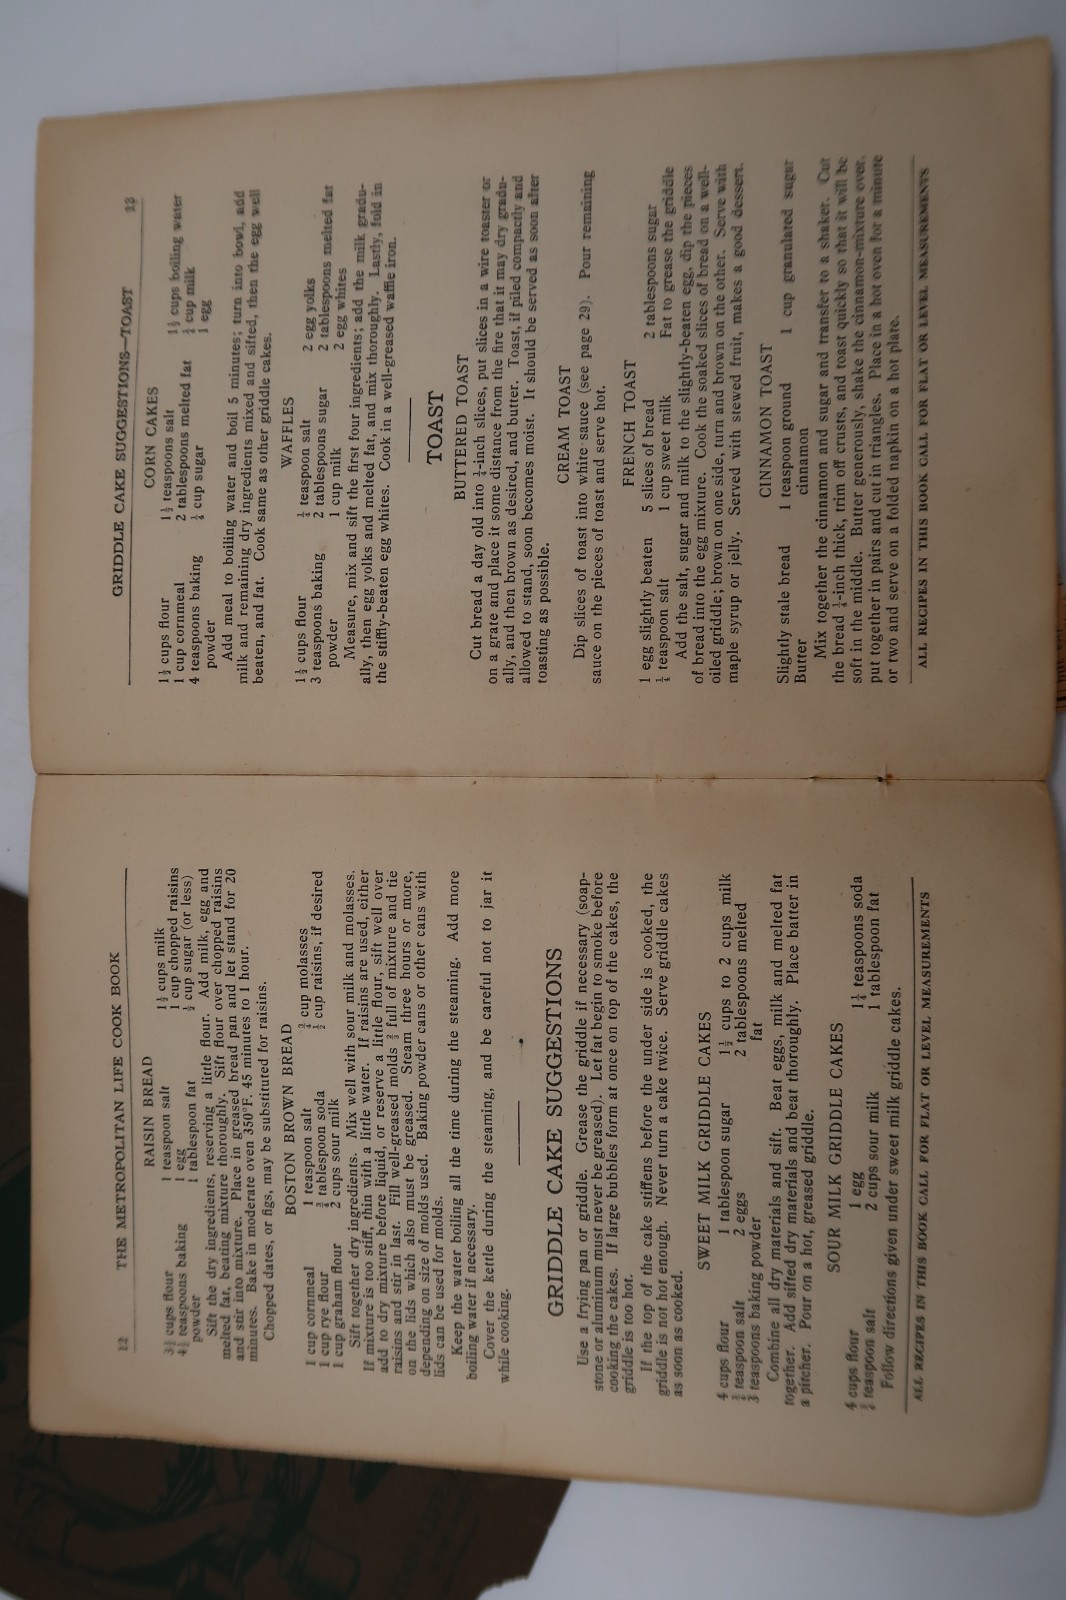 12 THE METROPOLITAN LIFE COOK BOOK
RAISIN BREAD
3½ cups flour 1 teaspoon salt 1½ cups milk
4½ teaspoons baking 1 egg 1 cup chopped raisins
powder 1 tablespoon fat ½ cup sugar (or less)
Sift the dry ingredients, reserving a little flour. Add milk, egg and
melted fat, beating mixture thoroughly. Sift flour over chopped raisins
and stir into mixture. Place in greased bread pan and let stand for 20
minutes. Bake in moderate oven 350°F. 45 minutes to 1 hour.
Chopped dates, or figs, may be substituted for raisins.
BOSTON BROWN BREAD
1 cup cornmeal 1 teaspoon salt ¾ cup molasses
1 cup rye flour ¾ tablespoon soda ½ cup raisins, if desired
1 cup graham flour 2 cups sour milk
Sift together dry ingredients. Mix well with sour milk and molasses.
If mixture is too stiff, thin with a little water. If raisins are used, either
add to dry mixture before liquid, or reserve a little flour, sift well over
raisins and stir in last. Fill well-greased molds ⅔ full of mixture and tie
on the lids which also must be greased. Steam three hours or more,
depending on size of molds used. Baking powder cans or other cans with
lids can be used for molds.
Keep the water boiling all the time during the steaming. Add more
boiling water if necessary.
Cover the kettle during the steaming, and be careful not to jar it
while cooking.
GRIDDLE CAKE SUGGESTIONS
Use a frying pan or griddle. Grease the griddle if necessary (soap-
stone or aluminum must never be greased). Let fat begin to smoke before
cooking the cakes. If large bubbles form at once on top of the cakes, the
griddle is too hot.
If the top of the cake stiffens before the under side is cooked, the
griddle is not hot enough. Never turn a cake twice. Serve griddle cakes
as soon as cooked.
SWEET MILK GRIDDLE CAKES
4 cups flour 1 tablespoon sugar 1½ cups to 2 cups milk
teaspoon salt 2 eggs 2 tablespoons melted
3 teaspoons baking powder fat
Combine all dry materials and sift. Beat eggs, milk and melted fat
together. Add sifted dry materials and beat thoroughly. Place batter in
a pitcher. Pour on a hot, greased griddle.
SOUR MILK GRIDDLE CAKES
4 cups flour 1 egg 1¼ teaspoons soda
teaspoon salt 2 cups sour milk 1 tablespoon fat
Follow directions given under sweet milk griddle cakes.
ALL RECIPES IN THIS BOOK CALL FOR FLAT OR LEVEL MEASUREMENTS
GRIDDLE CAKE SUGGESTIONS—TOAST 13
CORN CAKES
1½ cups flour 1½ teaspoons salt 1½ cups boiling water
1 cup cornmeal 2 tablespoons melted fat cup milk
4 teaspoons baking cup sugar 1 egg
powder
Add meal to boiling water and boil 5 minutes; turn into bowl, add
milk and remaining dry ingredients mixed and sifted, then the egg well
beaten, and fat. Cook same as other griddle cakes.
WAFFLES
1½ cups flour teaspoon salt 2 egg yolks
3 teaspoons baking 2 tablespoons sugar 2 tablespoons melted fat
powder 1 cup milk 2 egg whites
Measure, mix and sift the first four ingredients; add the milk gradu-
ally, then egg yolks and melted fat, and mix thoroughly. Lastly, fold in
the stiffly-beaten egg whites. Cook in a well-greased waffle iron.
TOAST
BUTTERED TOAST
Cut bread a day old into ¼-inch slices, put slices in a wire toaster or
on a grate and place it some distance from the fire that it may dry gradu-
ally, and then brown as desired, and butter. Toast, if piled compactly and
allowed to stand, soon becomes moist. It should be served as soon after
toasting as possible.
CREAM TOAST
Dip slices of toast into white sauce (see page 29). Pour remaining
sauce on the pieces of toast and serve hot.
FRENCH TOAST
1 egg slightly beaten 5 slices of bread 2 tablespoons sugar
¼ teaspoon salt 1 cup sweet milk Fat to grease the griddle
Add the salt, sugar and milk to the slightly-beaten egg, dip the pieces
of bread into the egg mixture. Cook the soaked slices of bread on a well-
oiled griddle; brown on one side, turn and brown on the other. Serve with
maple syrup or jelly. Served with stewed fruit, makes a good dessert.
CINNAMON TOAST
Slightly stale bread 1 teaspoon ground 1 cup granulated sugar
Butter cinnamon
Mix together the cinnamon and sugar and transfer to a shaker. Cut
the bread ¼-inch thick, trim off crusts, and toast quickly so that it will be
soft in the middle. Butter generously, shake the cinnamon-mixture over,
put together in pairs and cut in triangles. Place in a hot oven for a minute
or two and serve on a folded napkin on a hot plate.
ALL RECIPES IN THIS BOOK CALL FOR FLAT OR LEVEL MEASUREMENTS